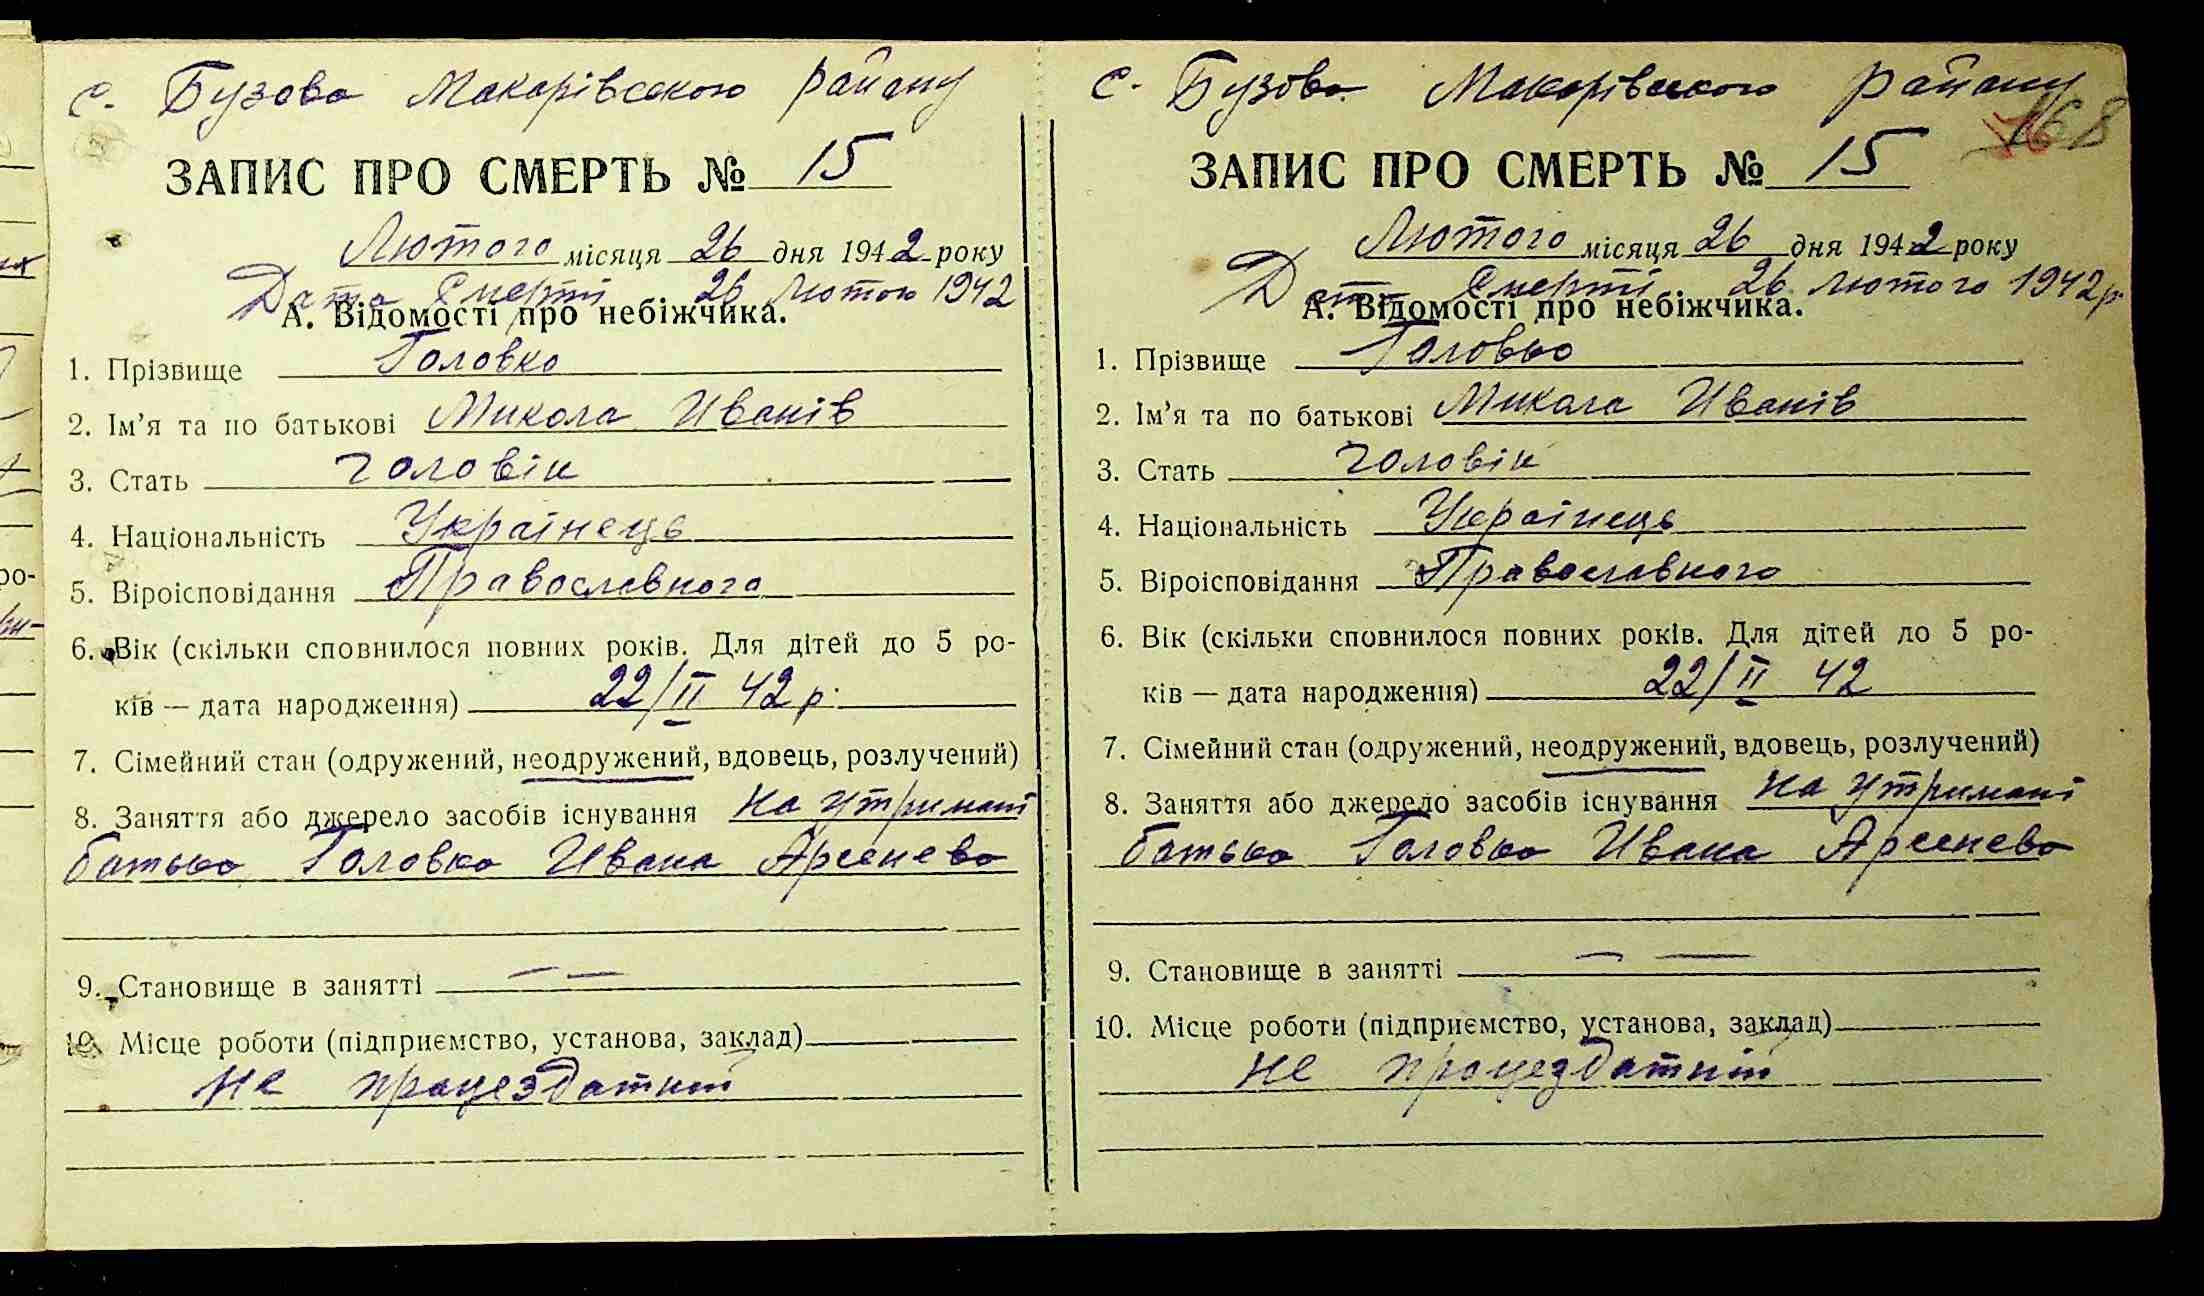 с. Бузова Макарівського району
ЗАПИС ПРО СМЕРТЬ № 15
Лютого місяця 26 дня 1942 року
Дата Смерті 26 Лютого 1942
А. Відомості про небіжчика.
1. Прізвище Головко
2. Ім'я та по батькові Микола Иванів
3. Стать чоловік
4. Національність Українець
5. Віроісповідання Православного
6. Вік (скільки сповнилося повних років. Для дітей до 5 ро-
ків — дата народження) 22/II 42 р.
7. Сімейний стан (одружений, неодружений, вдовець, розлучений)
8. Заняття або джерело засобів існування На утримані
батька Головко Ивана Арсенева
9. Становище в занятті — —
10. Місце роботи (підприємство, установа, заклад)
не працездатний
с. Бузова Макарівського району
168
ЗАПИС ПРО СМЕРТЬ № 15
Лютого місяця 26 дня 1942 року
Дата Смерті 26 Лютого 1942 р.
А. Відомості про небіжчика.
1. Прізвище Головко
2. Ім'я та по батькові Микола Иванів
3. Стать чоловік
4. Національність Українець
5. Віроісповідання Православного
6. Вік (скільки сповнилося повних років. Для дітей до 5 ро-
ків — дата народження) 22/II 42
7. Сімейний стан (одружений, неодружений, вдовець, розлучений)
8. Заняття або джерело засобів існування На утримані
батька Головко Ивана Арсенева
9. Становище в занятті — —
10. Місце роботи (підприємство, установа, заклад)
не працездатній